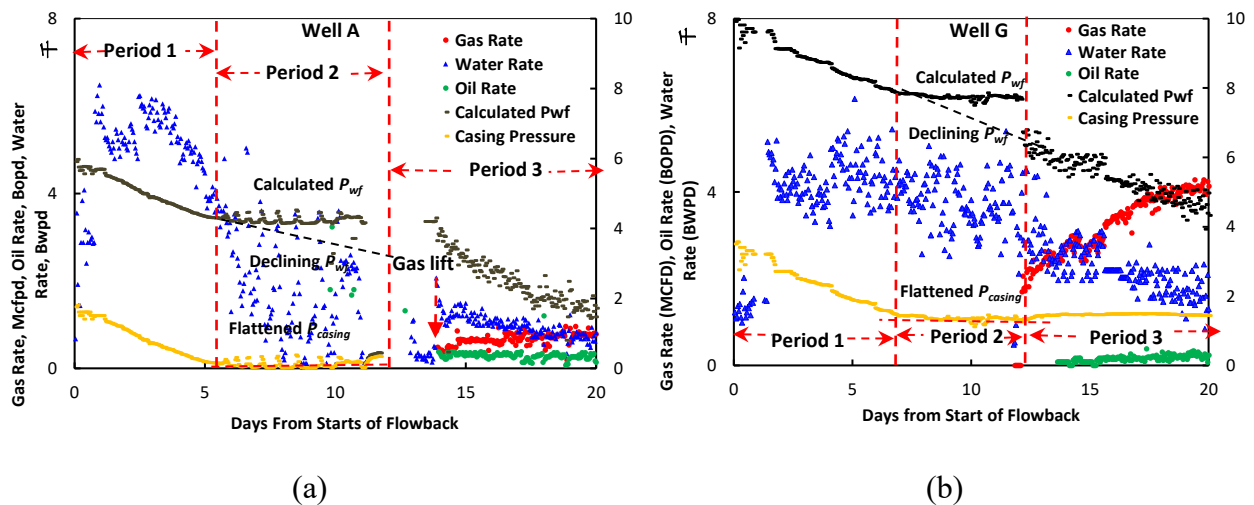 (a)
8
10
Well A
Period 1
Period 2
Period 3
Gas Rate
Water Rate
Oil Rate
Calculated Pwf
Casing Pressure
Calculated Pwf
Declining Pwf
Gas lift
Flattened Pcasing
Gas Rate, Mcfpd, Oil Rate, Bopd, Water
Rate, Bwpd
8
4
0
10
8
6
4
2
0
0 5 10 15 20
Days From Starts of Flowback
(b)
Well G
Gas Rate
Water Rate
Oil Rate
Calculated Pwf
Casing Pressure
Calculated Pwf
Declining Pwf
Flattened Pcasing
Period 1
Period 2
Period 3
Gas Rate (MCFD), Oil Rate (BOPD), Water
Rate (BWPD)
8
4
0
10
8
6
4
2
0
0 5 10 15 20
Days from Start of Flowback